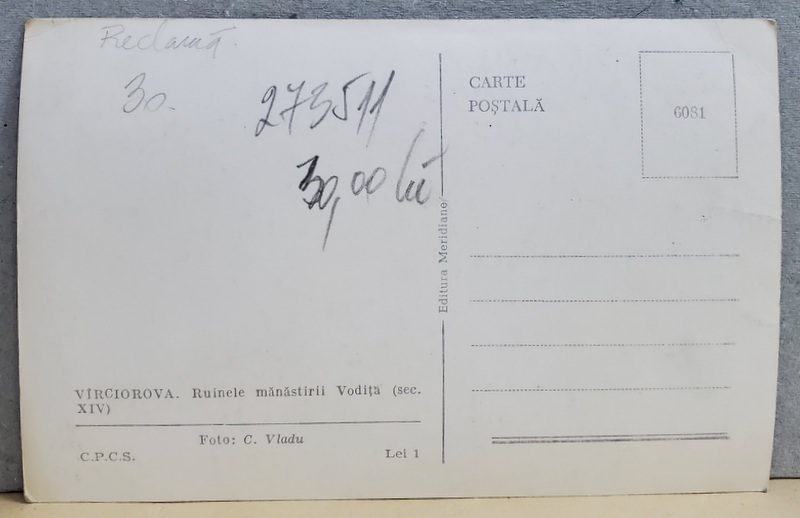 Reclamă
30.
273511
30,00 lei
CARTE
POȘTALĂ
6081
Editura Meridiane
VÎRCIOROVA. Ruinele mănăstirii Vodița (sec.
XIV)
Foto: C. Vladu
C.P.C.S.
Lei 1